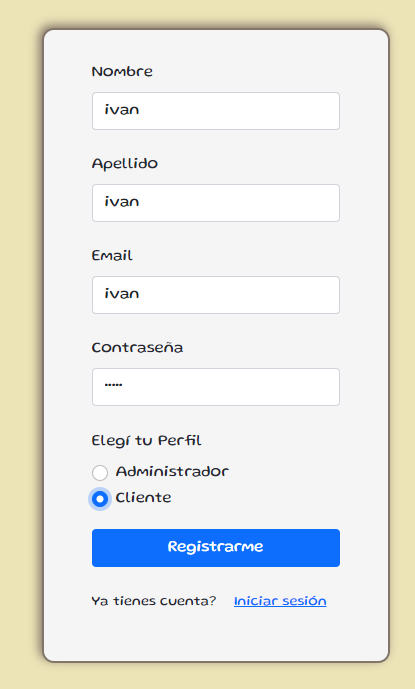 Nombre
ivan
Apellido
ivan
Email
ivan
Contraseña
•••••
Elegí tu Perfil
Administrador
Cliente
Registrarme
Ya tienes cuenta? Iniciar sesión